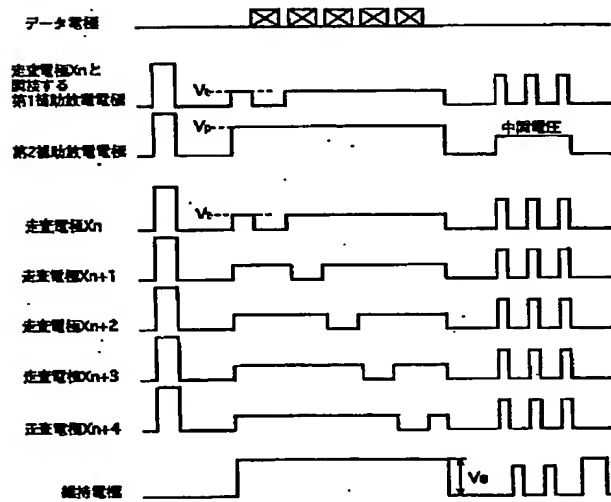 データ電極
走査電極Xnと
隣接する
第1補助放電電極
Vt
第2補助放電電極
Vp
中間電圧
走査電極Xn
Vt
走査電極Xn+1
走査電極Xn+2
走査電極Xn+3
走査電極Xn+4
維持電極
Ve